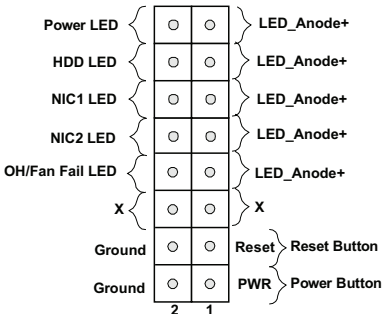 Power LED LED_Anode+
HDD LED LED_Anode+
NIC1 LED LED_Anode+
NIC2 LED LED_Anode+
OH/Fan Fail LED LED_Anode+
X X
Ground Reset Reset Button
Ground PWR Power Button
2 1